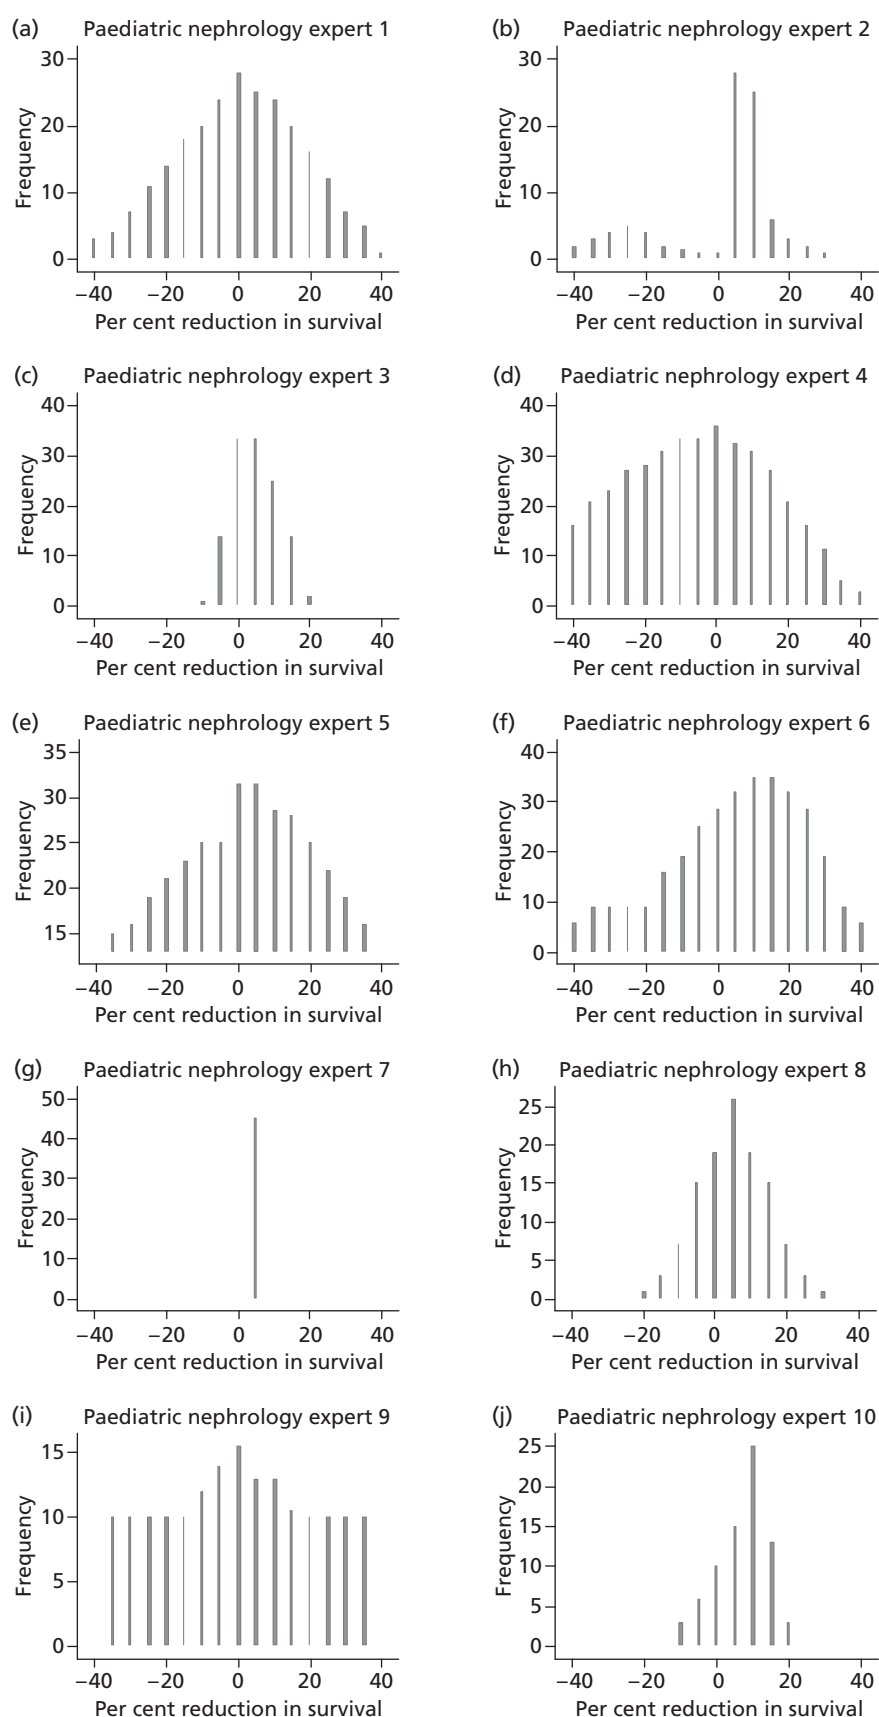 (a) Paediatric nephrology expert 1
30
20
10
0
Frequency
−40 −20 0 20 40
Per cent reduction in survival
(b) Paediatric nephrology expert 2
30
20
10
0
Frequency
−40 −20 0 20 40
Per cent reduction in survival
(c) Paediatric nephrology expert 3
40
30
20
10
0
Frequency
−40 −20 0 20 40
Per cent reduction in survival
(d) Paediatric nephrology expert 4
40
30
20
10
0
Frequency
−40 −20 0 20 40
Per cent reduction in survival
(e) Paediatric nephrology expert 5
35
30
25
20
15
Frequency
−40 −20 0 20 40
Per cent reduction in survival
(f) Paediatric nephrology expert 6
40
30
20
10
0
Frequency
−40 −20 0 20 40
Per cent reduction in survival
(g) Paediatric nephrology expert 7
50
40
30
20
10
0
Frequency
−40 −20 0 20 40
Per cent reduction in survival
(h) Paediatric nephrology expert 8
25
20
15
10
5
0
Frequency
−40 −20 0 20 40
Per cent reduction in survival
(i) Paediatric nephrology expert 9
15
10
5
0
Frequency
−40 −20 0 20 40
Per cent reduction in survival
(j) Paediatric nephrology expert 10
25
20
15
10
5
0
Frequency
−40 −20 0 20 40
Per cent reduction in survival